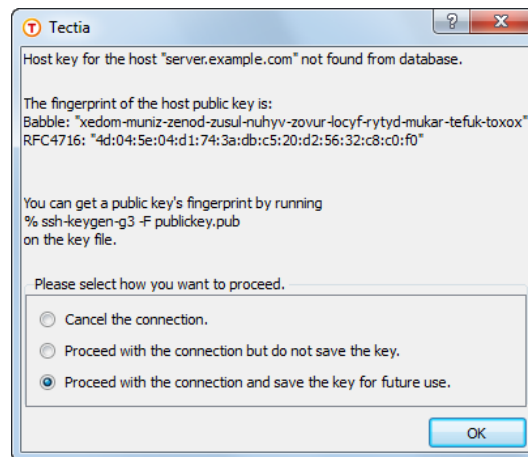 Tectia
Host key for the host "server.example.com" not found from database.
The fingerprint of the host public key is:
Babble: "xedom-muniz-zenod-zusul-nuhyv-zovur-locyf-rytyd-mukar-tefuk-toxox"
RFC4716: "4d:04:5e:04:d1:74:3a:db:c5:20:d2:56:32:c8:c0:f0"
You can get a public key's fingerprint by running
% ssh-keygen-g3 -F publickey.pub
on the key file.
Please select how you want to proceed.
Cancel the connection.
Proceed with the connection but do not save the key.
Proceed with the connection and save the key for future use.
OK